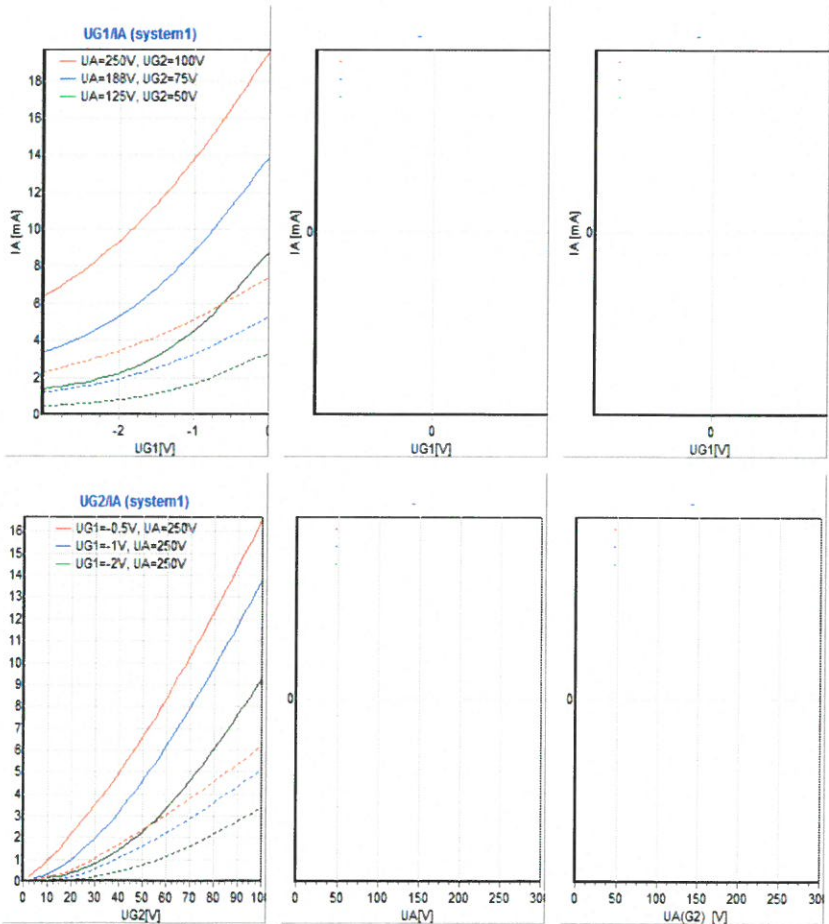 UG1/IA (system1)
UA=250V, UG2=100V
UA=188V, UG2=75V
UA=125V, UG2=50V
18
16
14
12
10
8
6
4
2
0
IA [mA]
-2
-1
0
UG1[V]
-
IA [mA]
0
0
UG1[V]
-
IA [mA]
0
0
UG1[V]
UG2/IA (system1)
UG1=-0.5V, UA=250V
UG1=-1V, UA=250V
UG1=-2V, UA=250V
16
15
14
13
12
11
10
9
8
7
6
5
4
3
2
1
0
0 10 20 30 40 50 60 70 80 90 100
UG2[V]
-
0
0 50 100 150 200 250 300
UA[V]
-
0
0 50 100 150 200 250 300
UA(G2) [V]